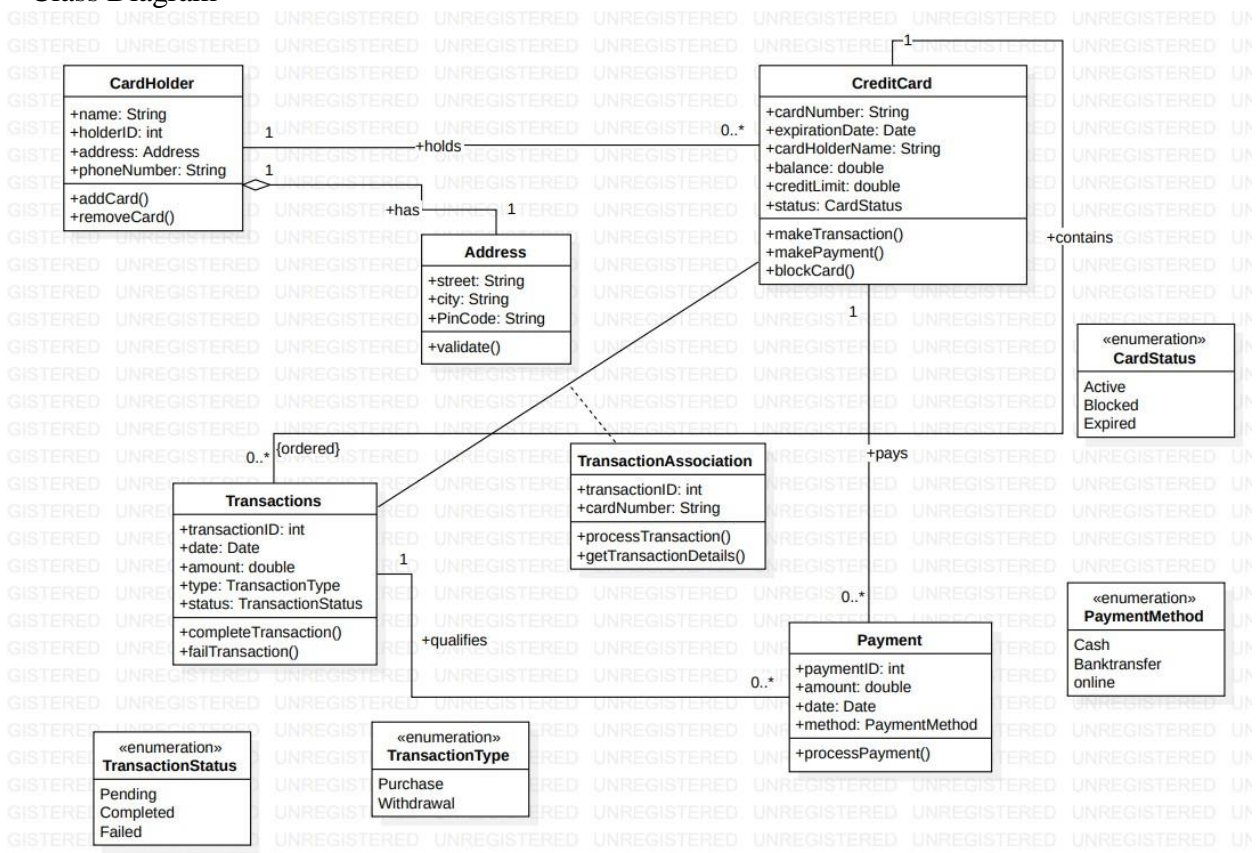 Class Diagram
UNREGISTERED
1
CardHolder
+name: String
+holderID: int
+address: Address
+phoneNumber: String
+addCard()
+removeCard()
1
+holds
0..*
CreditCard
+cardNumber: String
+expirationDate: Date
+cardHolderName: String
+balance: double
+creditLimit: double
+status: CardStatus
+makeTransaction()
+makePayment()
+blockCard()
1
+has
1
Address
+street: String
+city: String
+PinCode: String
+validate()
+contains
1
«enumeration»
CardStatus
Active
Blocked
Expired
0..*
{ordered}
Transactions
+transactionID: int
+date: Date
+amount: double
+type: TransactionType
+status: TransactionStatus
+completeTransaction()
+failTransaction()
TransactionAssociation
+transactionID: int
+cardNumber: String
+processTransaction()
+getTransactionDetails()
+pays
1
+qualifies
0..*
0..*
Payment
+paymentID: int
+amount: double
+date: Date
+method: PaymentMethod
+processPayment()
«enumeration»
PaymentMethod
Cash
Banktransfer
online
«enumeration»
TransactionStatus
Pending
Completed
Failed
«enumeration»
TransactionType
Purchase
Withdrawal